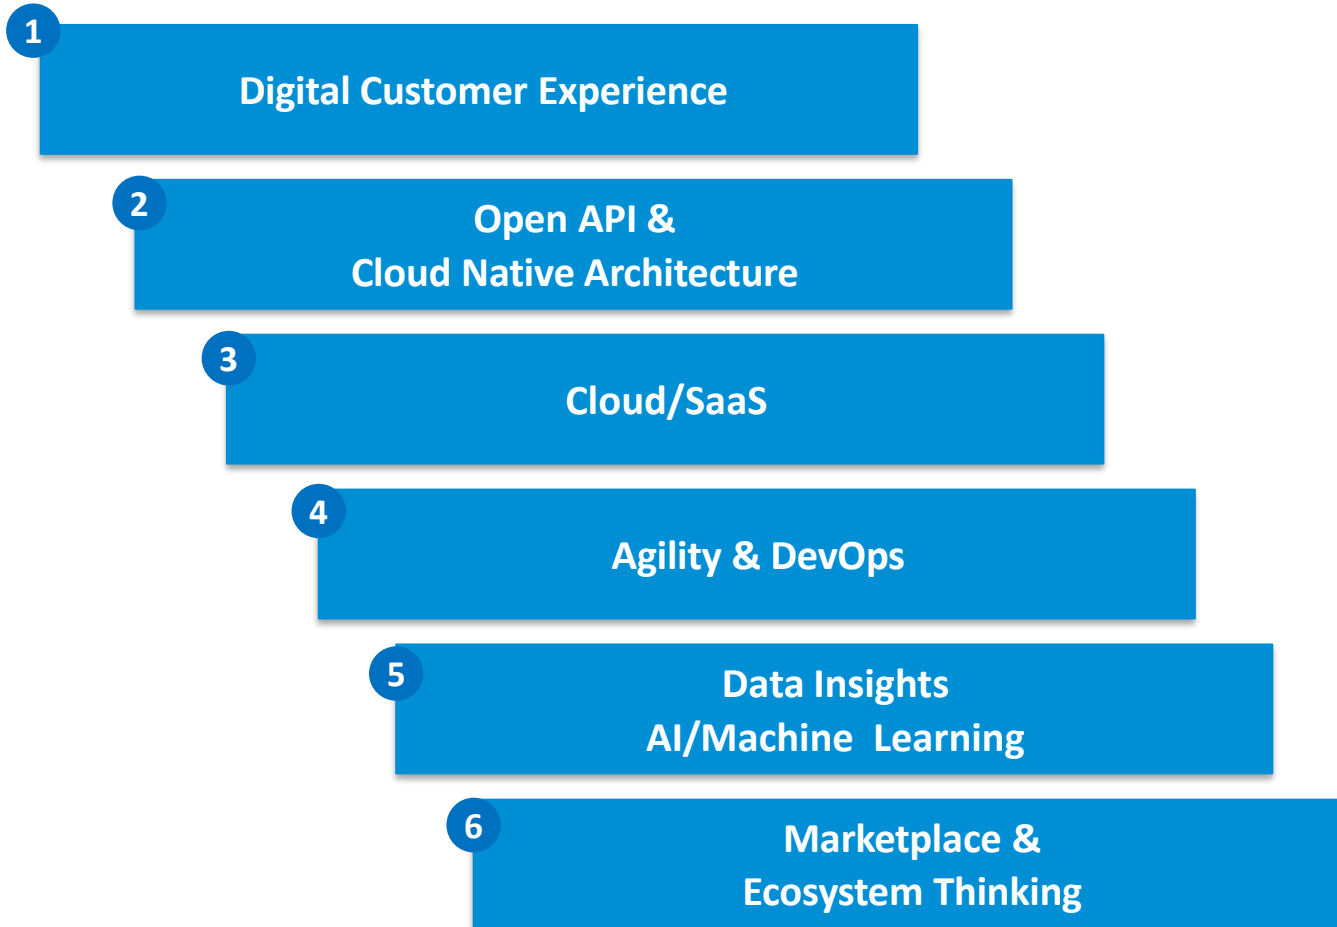 1
Digital Customer Experience
2
Open API &
Cloud Native Architecture
3
Cloud/SaaS
4
Agility & DevOps
5
Data Insights
AI/Machine  Learning
6
Marketplace &
Ecosystem Thinking